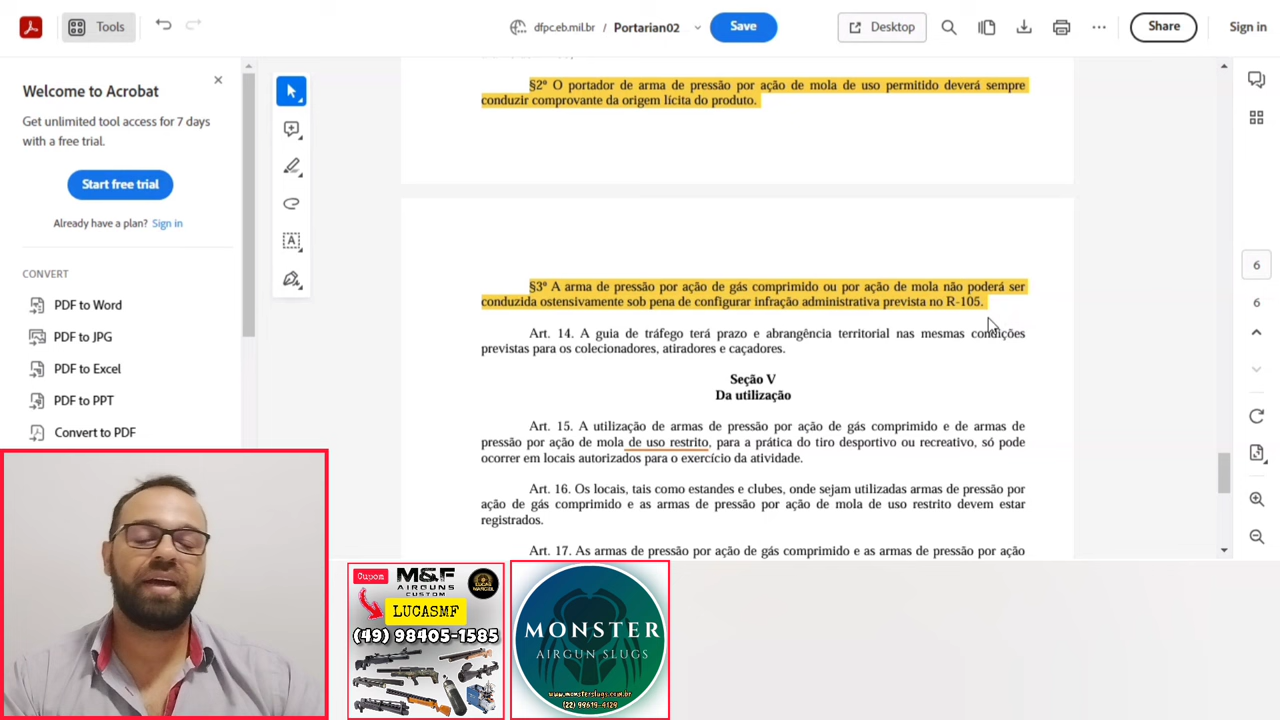 Tools
dfpc.eb.mil.br / Portarian02
Save
Desktop
Share
Sign in
Welcome to Acrobat
Get unlimited tool access for 7 days
with a free trial.
Start free trial
Already have a plan? Sign in
CONVERT
PDF to Word
PDF to JPG
PDF to Excel
PDF to PPT
Convert to PDF
§2º O portador de arma de pressão por ação de mola de uso permitido deverá sempre
conduzir comprovante da origem lícita do produto.
§3º A arma de pressão por ação de gás comprimido ou por ação de mola não poderá ser
conduzida ostensivamente sob pena de configurar infração administrativa prevista no R-105.
Art. 14. A guia de tráfego terá prazo e abrangência territorial nas mesmas condições
previstas para os colecionadores, atiradores e caçadores.
Seção V
Da utilização
Art. 15. A utilização de armas de pressão por ação de gás comprimido e de armas de
pressão por ação de mola de uso restrito, para a prática do tiro desportivo ou recreativo, só pode
ocorrer em locais autorizados para o exercício da atividade.
Art. 16. Os locais, tais como estandes e clubes, onde sejam utilizadas armas de pressão por
ação de gás comprimido e as armas de pressão por ação de mola de uso restrito devem estar
registrados.
Art. 17. As armas de pressão por ação de gás comprimido e as armas de pressão por ação
6
6
Cupom
M&F
AIRGUNS
CUSTOM
LUCASMF
(49) 98405-1585
MONSTER
AIRGUN SLUGS
www.monsterslugs.com.br